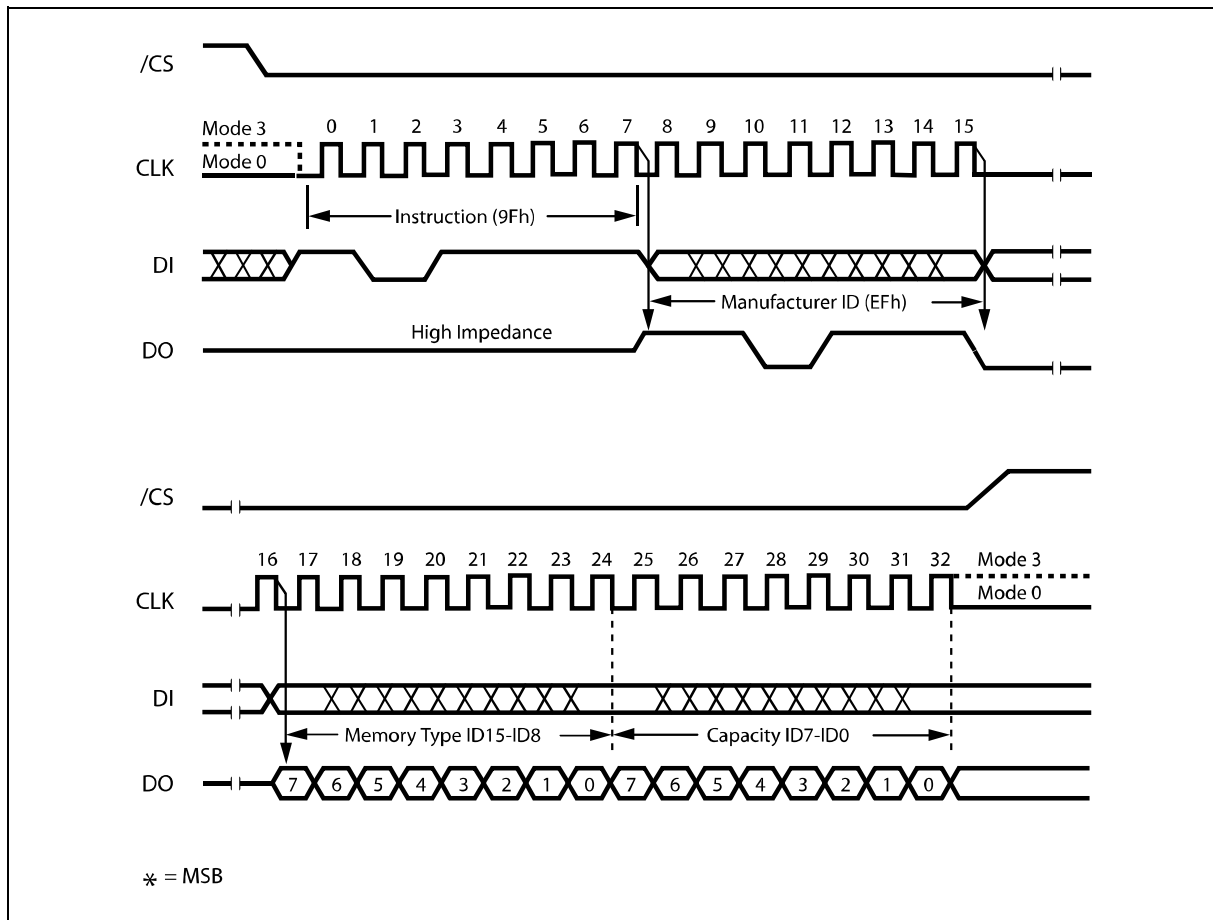 /CS
Mode 3
0 1 2 3 4 5 6 7 8 9 10 11 12 13 14 15
Mode 0
CLK
Instruction (9Fh)
DI
Manufacturer ID (EFh)
High Impedance
DO
/CS
16 17 18 19 20 21 22 23 24 25 26 27 28 29 30 31 32
Mode 3
CLK
Mode 0
DI
Memory Type ID15-ID8
Capacity ID7-ID0
DO
7 6 5 4 3 2 1 0 7 6 5 4 3 2 1 0
* = MSB